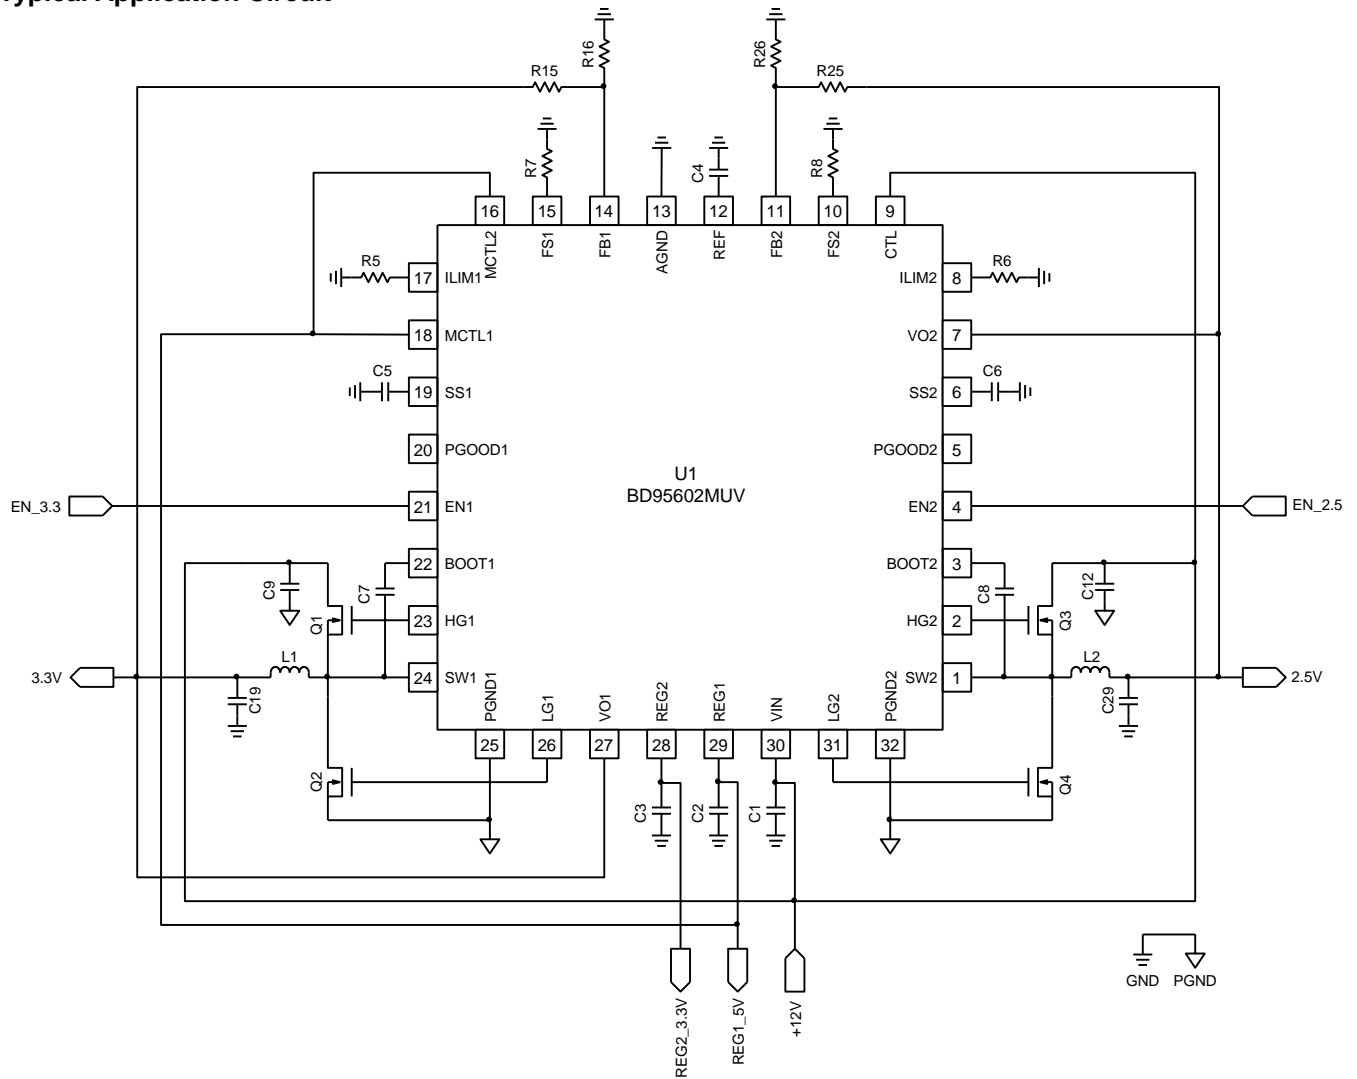 Typical Application Circuit
R16
R26
R15
R25
R7
C4
R8
16
15
14
13
12
11
10
9
MCTL2
FS1
FB1
AGND
REF
FB2
FS2
CTL
R5
17
ILIM1
ILIM2
8
R6
18
MCTL1
VO2
7
C5
19
SS1
SS2
6
C6
20
PGOOD1
PGOOD2
5
U1
BD95602MUV
EN_3.3
21
EN1
EN2
4
EN_2.5
22
BOOT1
BOOT2
3
C9
C7
C8
C12
Q1
23
HG1
HG2
2
Q3
3.3V
L1
24
SW1
SW2
1
L2
2.5V
C19
C29
PGND1
LG1
VO1
REG2
REG1
VIN
LG2
PGND2
25
26
27
28
29
30
31
32
Q2
Q4
C3
C2
C1
GND
PGND
REG2_3.3V
REG1_5V
+12V